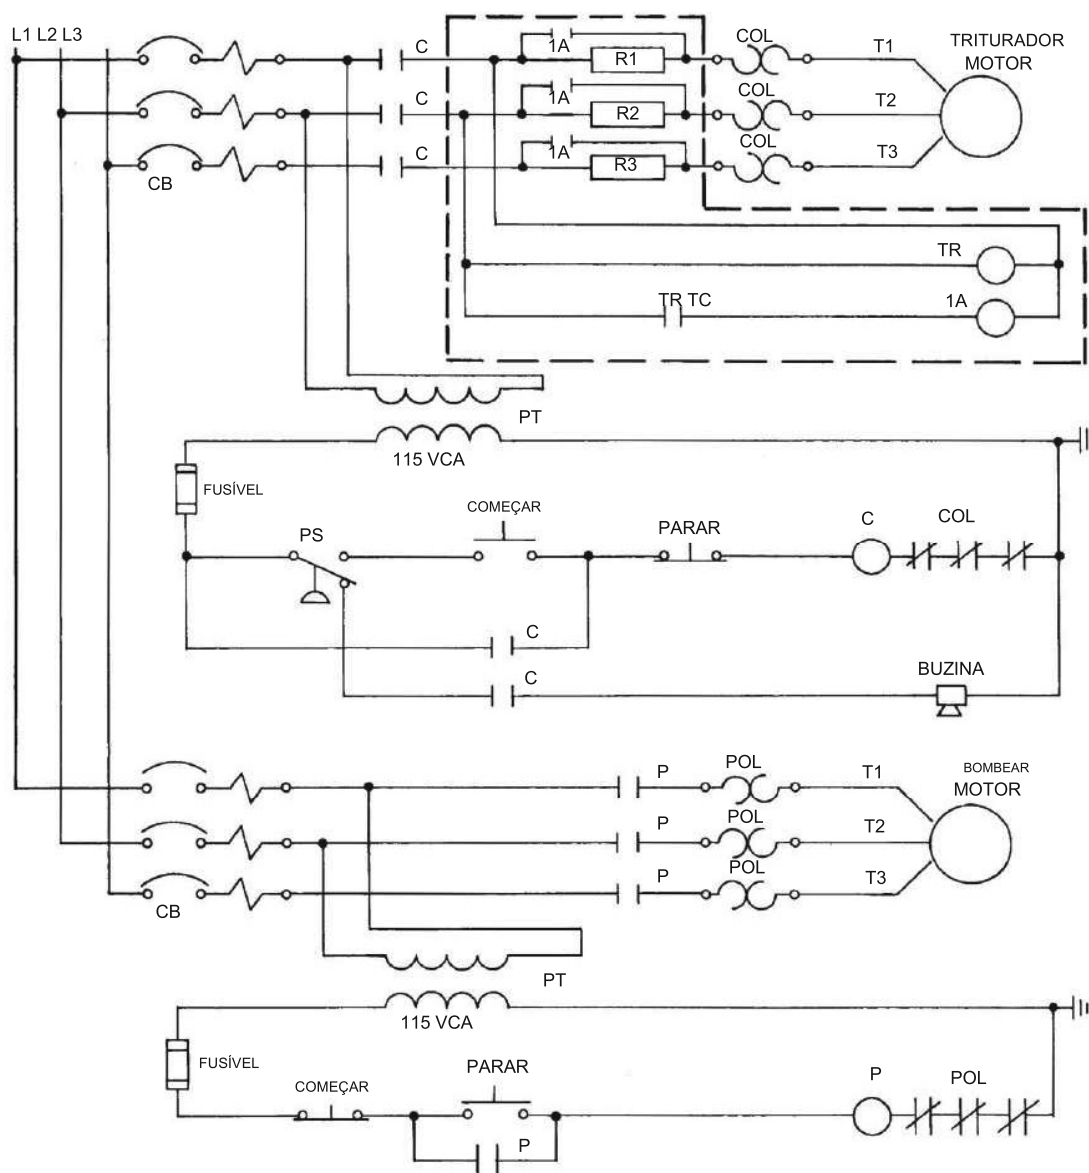 L1 L2 L3
C
1A
R1
COL
T1
TRITURADOR
MOTOR
C
1A
R2
COL
T2
C
1A
R3
COL
T3
CB
TR
TR TC
1A
PT
115 VCA
FUSÍVEL
COMEÇAR
PS
PARAR
C
COL
C
C
BUZINA
P
POL
T1
BOMBEAR
MOTOR
P
POL
T2
P
POL
T3
CB
PT
115 VCA
FUSÍVEL
COMEÇAR
PARAR
P
POL
P